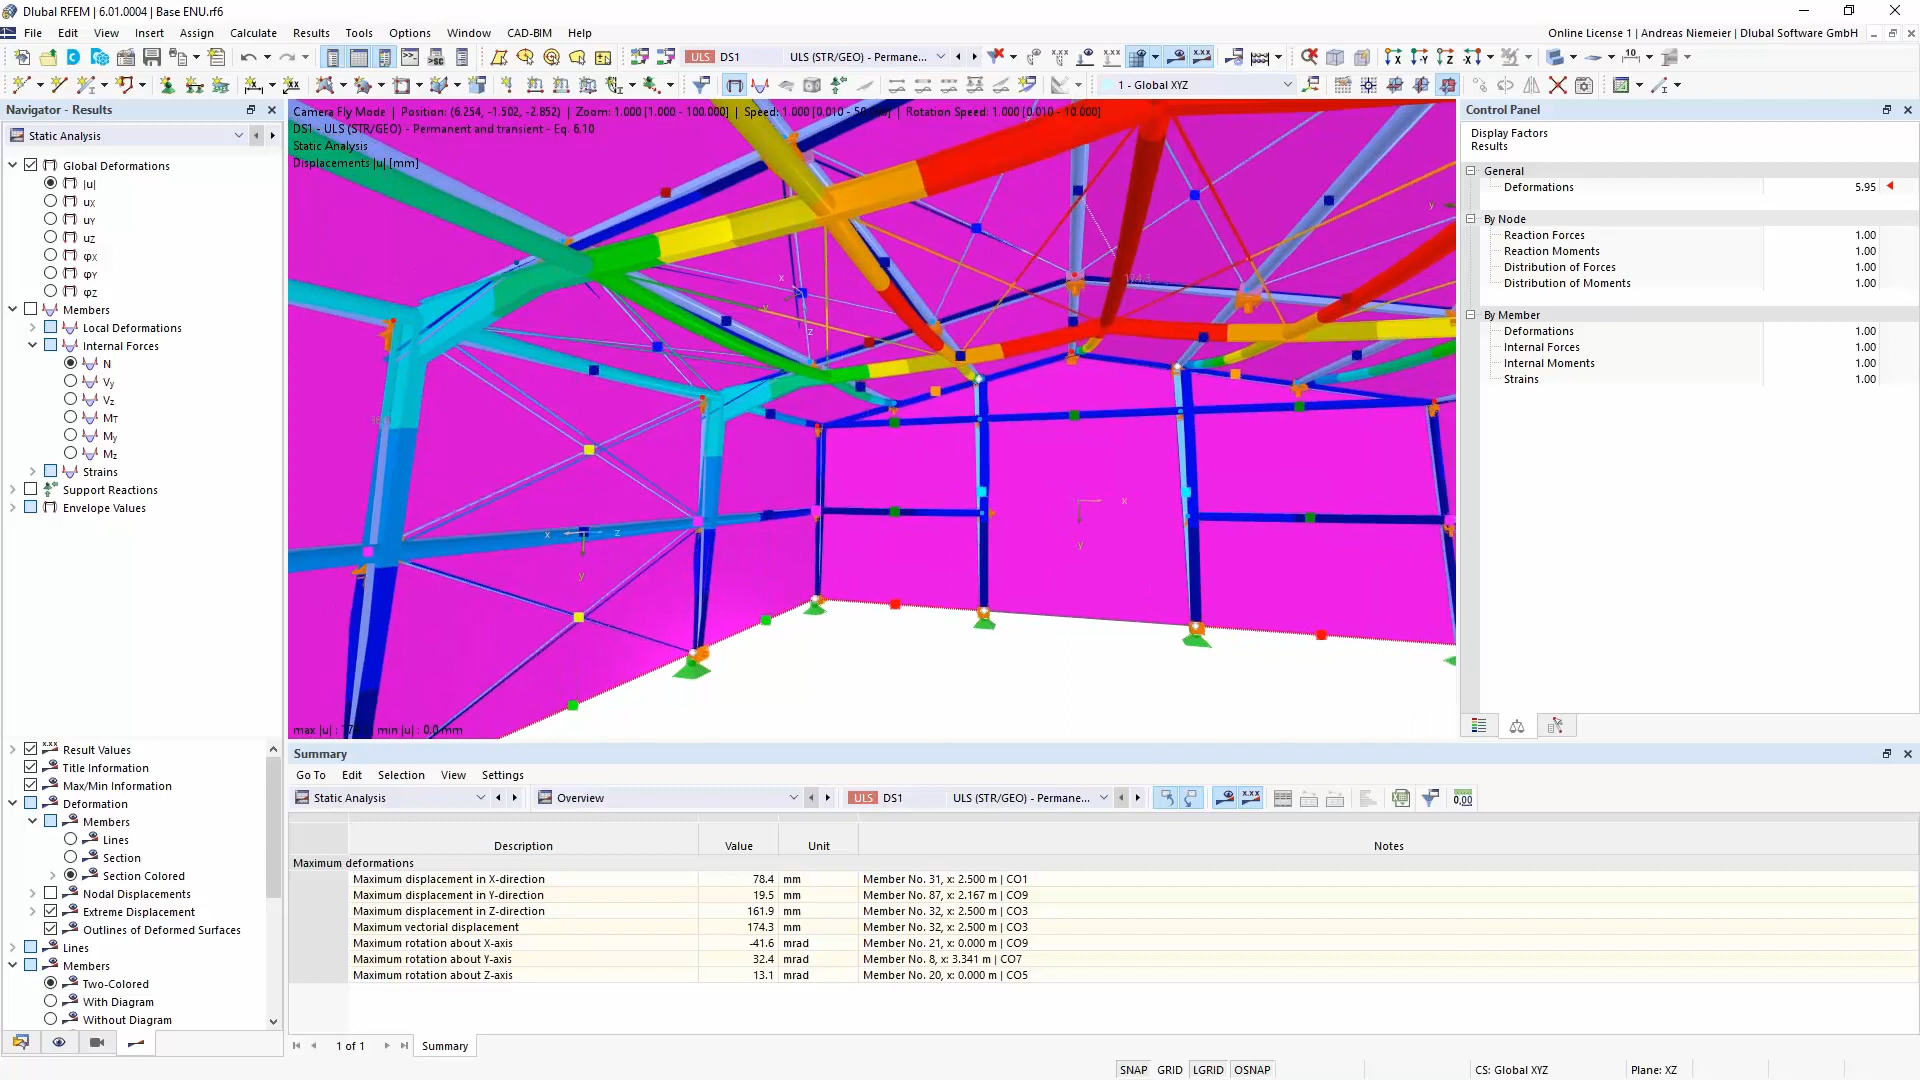 Dlubal RFEM | 6.01.0004 | Base ENU.rf6
File Edit View Insert Assign Calculate Results Tools Options Window CAD-BIM Help
Online License 1 | Andreas Niemeier | Dlubal Software GmbH
ULS DS1 ULS (STR/GEO) - Permane...
1 - Global XYZ
Navigator - Results
Static Analysis
Global Deformations
|u|
uX
uY
uZ
φX
φY
φZ
Members
Local Deformations
Internal Forces
N
Vy
Vz
MT
My
Mz
Strains
Support Reactions
Envelope Values
Result Values
Title Information
Max/Min Information
Deformation
Members
Lines
Section
Section Colored
Nodal Displacements
Extreme Displacement
Outlines of Deformed Surfaces
Lines
Members
Two-Colored
With Diagram
Without Diagram
Camera Fly Mode | Position: (6.254, -1.502, -2.852) | Zoom: 1.000 [1.000 - 100.000] | Speed: 1.000 [0.010 - 50 | Rotation Speed: 1.000 [0.010 - 10.000]
DS1 - ULS (STR/GEO) - Permanent and transient - Eq. 6.10
Static Analysis
Displacements |u| [mm]
174.3
x
z
x
z
y
x
y
y
max |u| : min |u| : 0.0 mm
Control Panel
Display Factors
Results
General
Deformations 5.95
By Node
Reaction Forces 1.00
Reaction Moments 1.00
Distribution of Forces 1.00
Distribution of Moments 1.00
By Member
Deformations 1.00
Internal Forces 1.00
Internal Moments 1.00
Strains 1.00
Summary
Go To Edit Selection View Settings
Static Analysis Overview ULS DS1 ULS (STR/GEO) - Permane... 0,00
Description Value Unit Notes
Maximum deformations
Maximum displacement in X-direction 78.4 mm Member No. 31, x: 2.500 m | CO1
Maximum displacement in Y-direction 19.5 mm Member No. 87, x: 2.167 m | CO9
Maximum displacement in Z-direction 161.9 mm Member No. 32, x: 2.500 m | CO3
Maximum vectorial displacement 174.3 mm Member No. 32, x: 2.500 m | CO3
Maximum rotation about X-axis -41.6 mrad Member No. 21, x: 0.000 m | CO9
Maximum rotation about Y-axis 32.4 mrad Member No. 8, x: 3.341 m | CO7
Maximum rotation about Z-axis 13.1 mrad Member No. 20, x: 0.000 m | CO5
1 of 1 Summary
SNAP GRID LGRID OSNAP CS: Global XYZ Plane: XZ